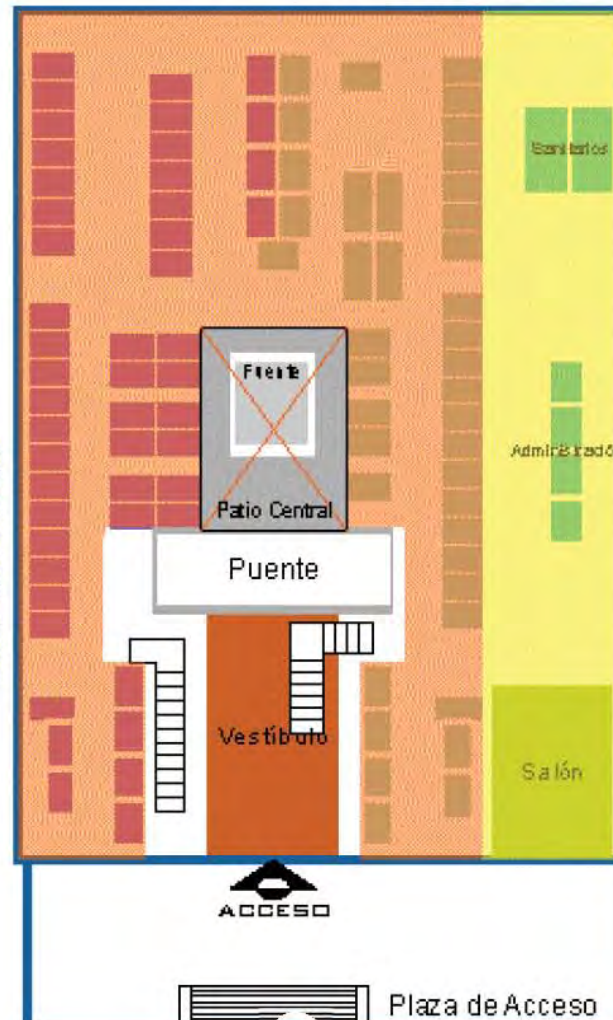 Sanitarios
Fuente
Administració
Patio Central
Puente
Vestíbulo
Salón
ACCESO
Plaza de Acceso